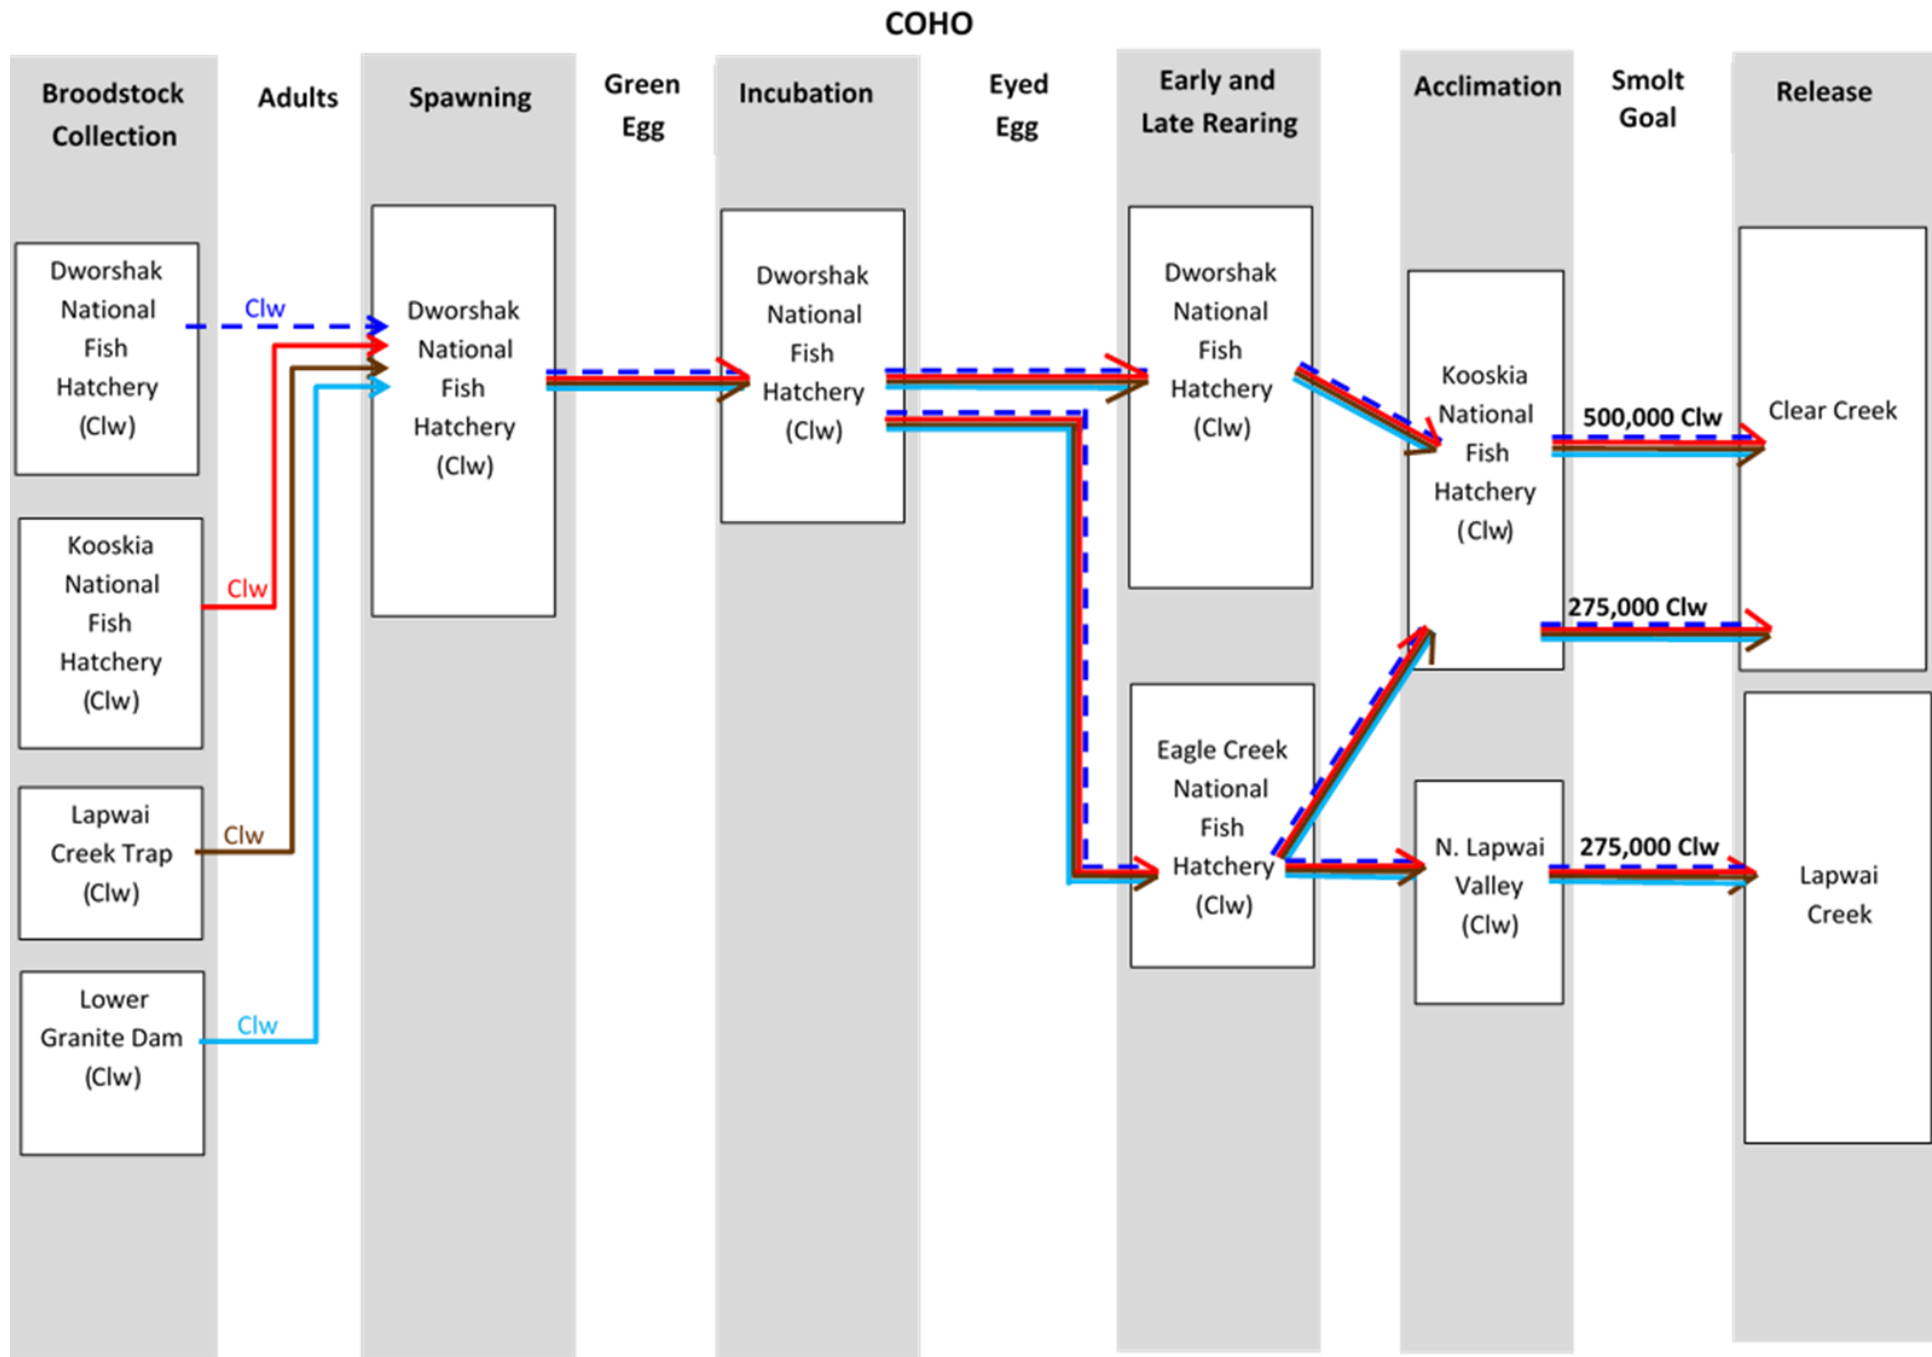 COHO
Broodstock
Collection
Adults
Spawning
Green
Egg
Incubation
Eyed
Egg
Early and
Late Rearing
Acclimation
Smolt
Goal
Release
Dworshak
National
Fish
Hatchery
(Clw)
Kooskia
National
Fish
Hatchery
(Clw)
Lapwai
Creek Trap
(Clw)
Lower
Granite Dam
(Clw)
Clw
Clw
Clw
Clw
Dworshak
National
Fish
Hatchery
(Clw)
Dworshak
National
Fish
Hatchery
(Clw)
Dworshak
National
Fish
Hatchery
(Clw)
Eagle Creek
National
Fish
Hatchery
(Clw)
Kooskia
National
Fish
Hatchery
(Clw)
N. Lapwai
Valley
(Clw)
500,000 Clw
275,000 Clw
275,000 Clw
Clear Creek
Lapwai
Creek